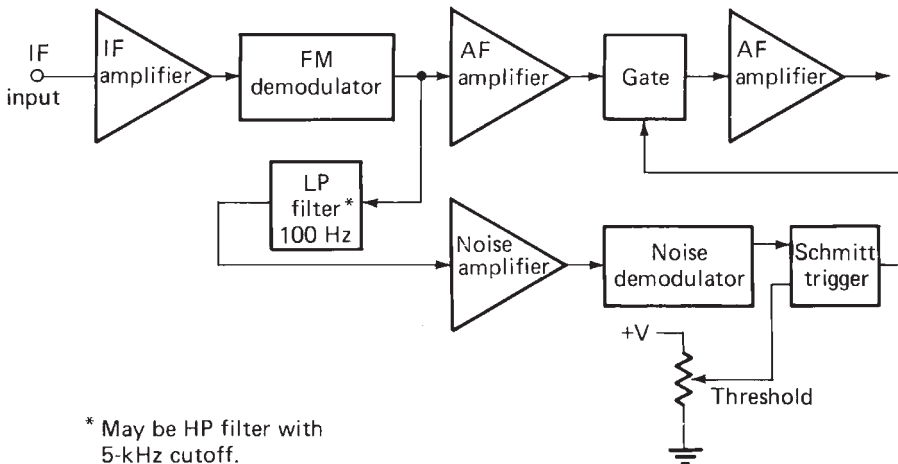 IF
input
IF
amplifier
FM
demodulator
AF
amplifier
Gate
AF
amplifier
LP
filter*
100 Hz
Noise
amplifier
Noise
demodulator
Schmitt
trigger
+V
Threshold
* May be HP filter with
5-kHz cutoff.